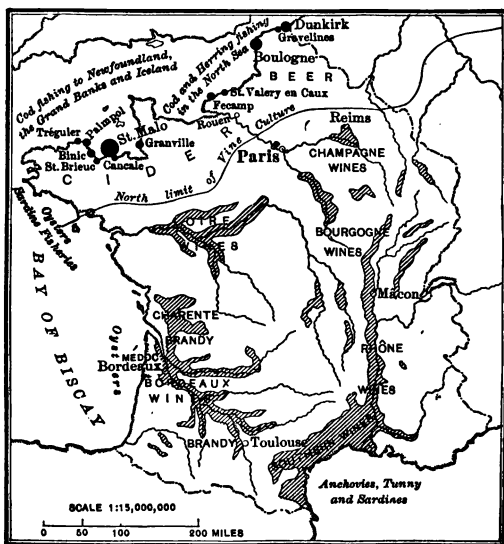 Dunkirk
Gravelines
Boulogne
BEER
Cod fishing to Newfoundland,
the Grand Banks and Iceland
Cod and Herring fishing
in the North Sea
St. Valery en Caux
Fecamp
Rouen
Reims
Tréguier
Paimpol
St. Malo
Granville
Binic
St. Brieuc
Cancale
CIDER
Paris
CHAMPAGNE
WINES
North limit of Vine Culture
Oysters
Sardine Fisheries
LOIRE
WINES
BOURGOGNE
WINES
Mâcon
BAY OF BISCAY
Oysters
CHARENTE
BRANDY
MEDOC
Bordeaux
BORDEAUX
WINES
RHÔNE
WINES
BRANDY
Toulouse
SOUTHERN WINES
Anchovies, Tunny
and Sardines
SCALE 1:15,000,000
0 50 100 200 MILES